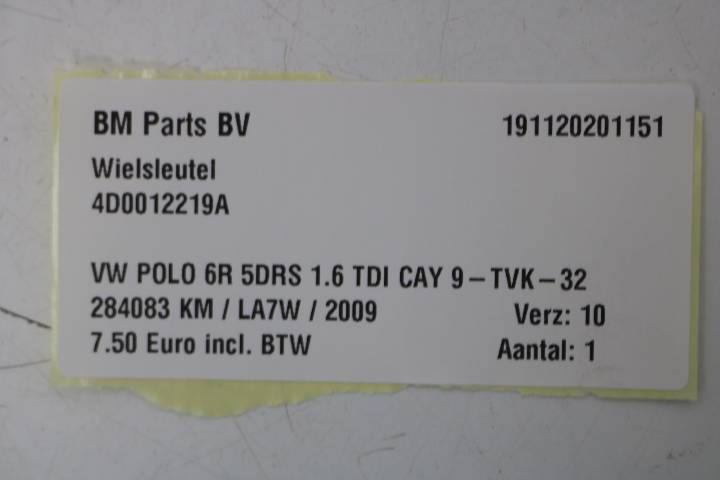 BM Parts BV 191120201151
Wielsleutel
4D0012219A
VW POLO 6R 5DRS 1.6 TDI CAY 9-TVK-32
284083 KM / LA7W / 2009 Verz: 10
7.50 Euro incl. BTW Aantal: 1